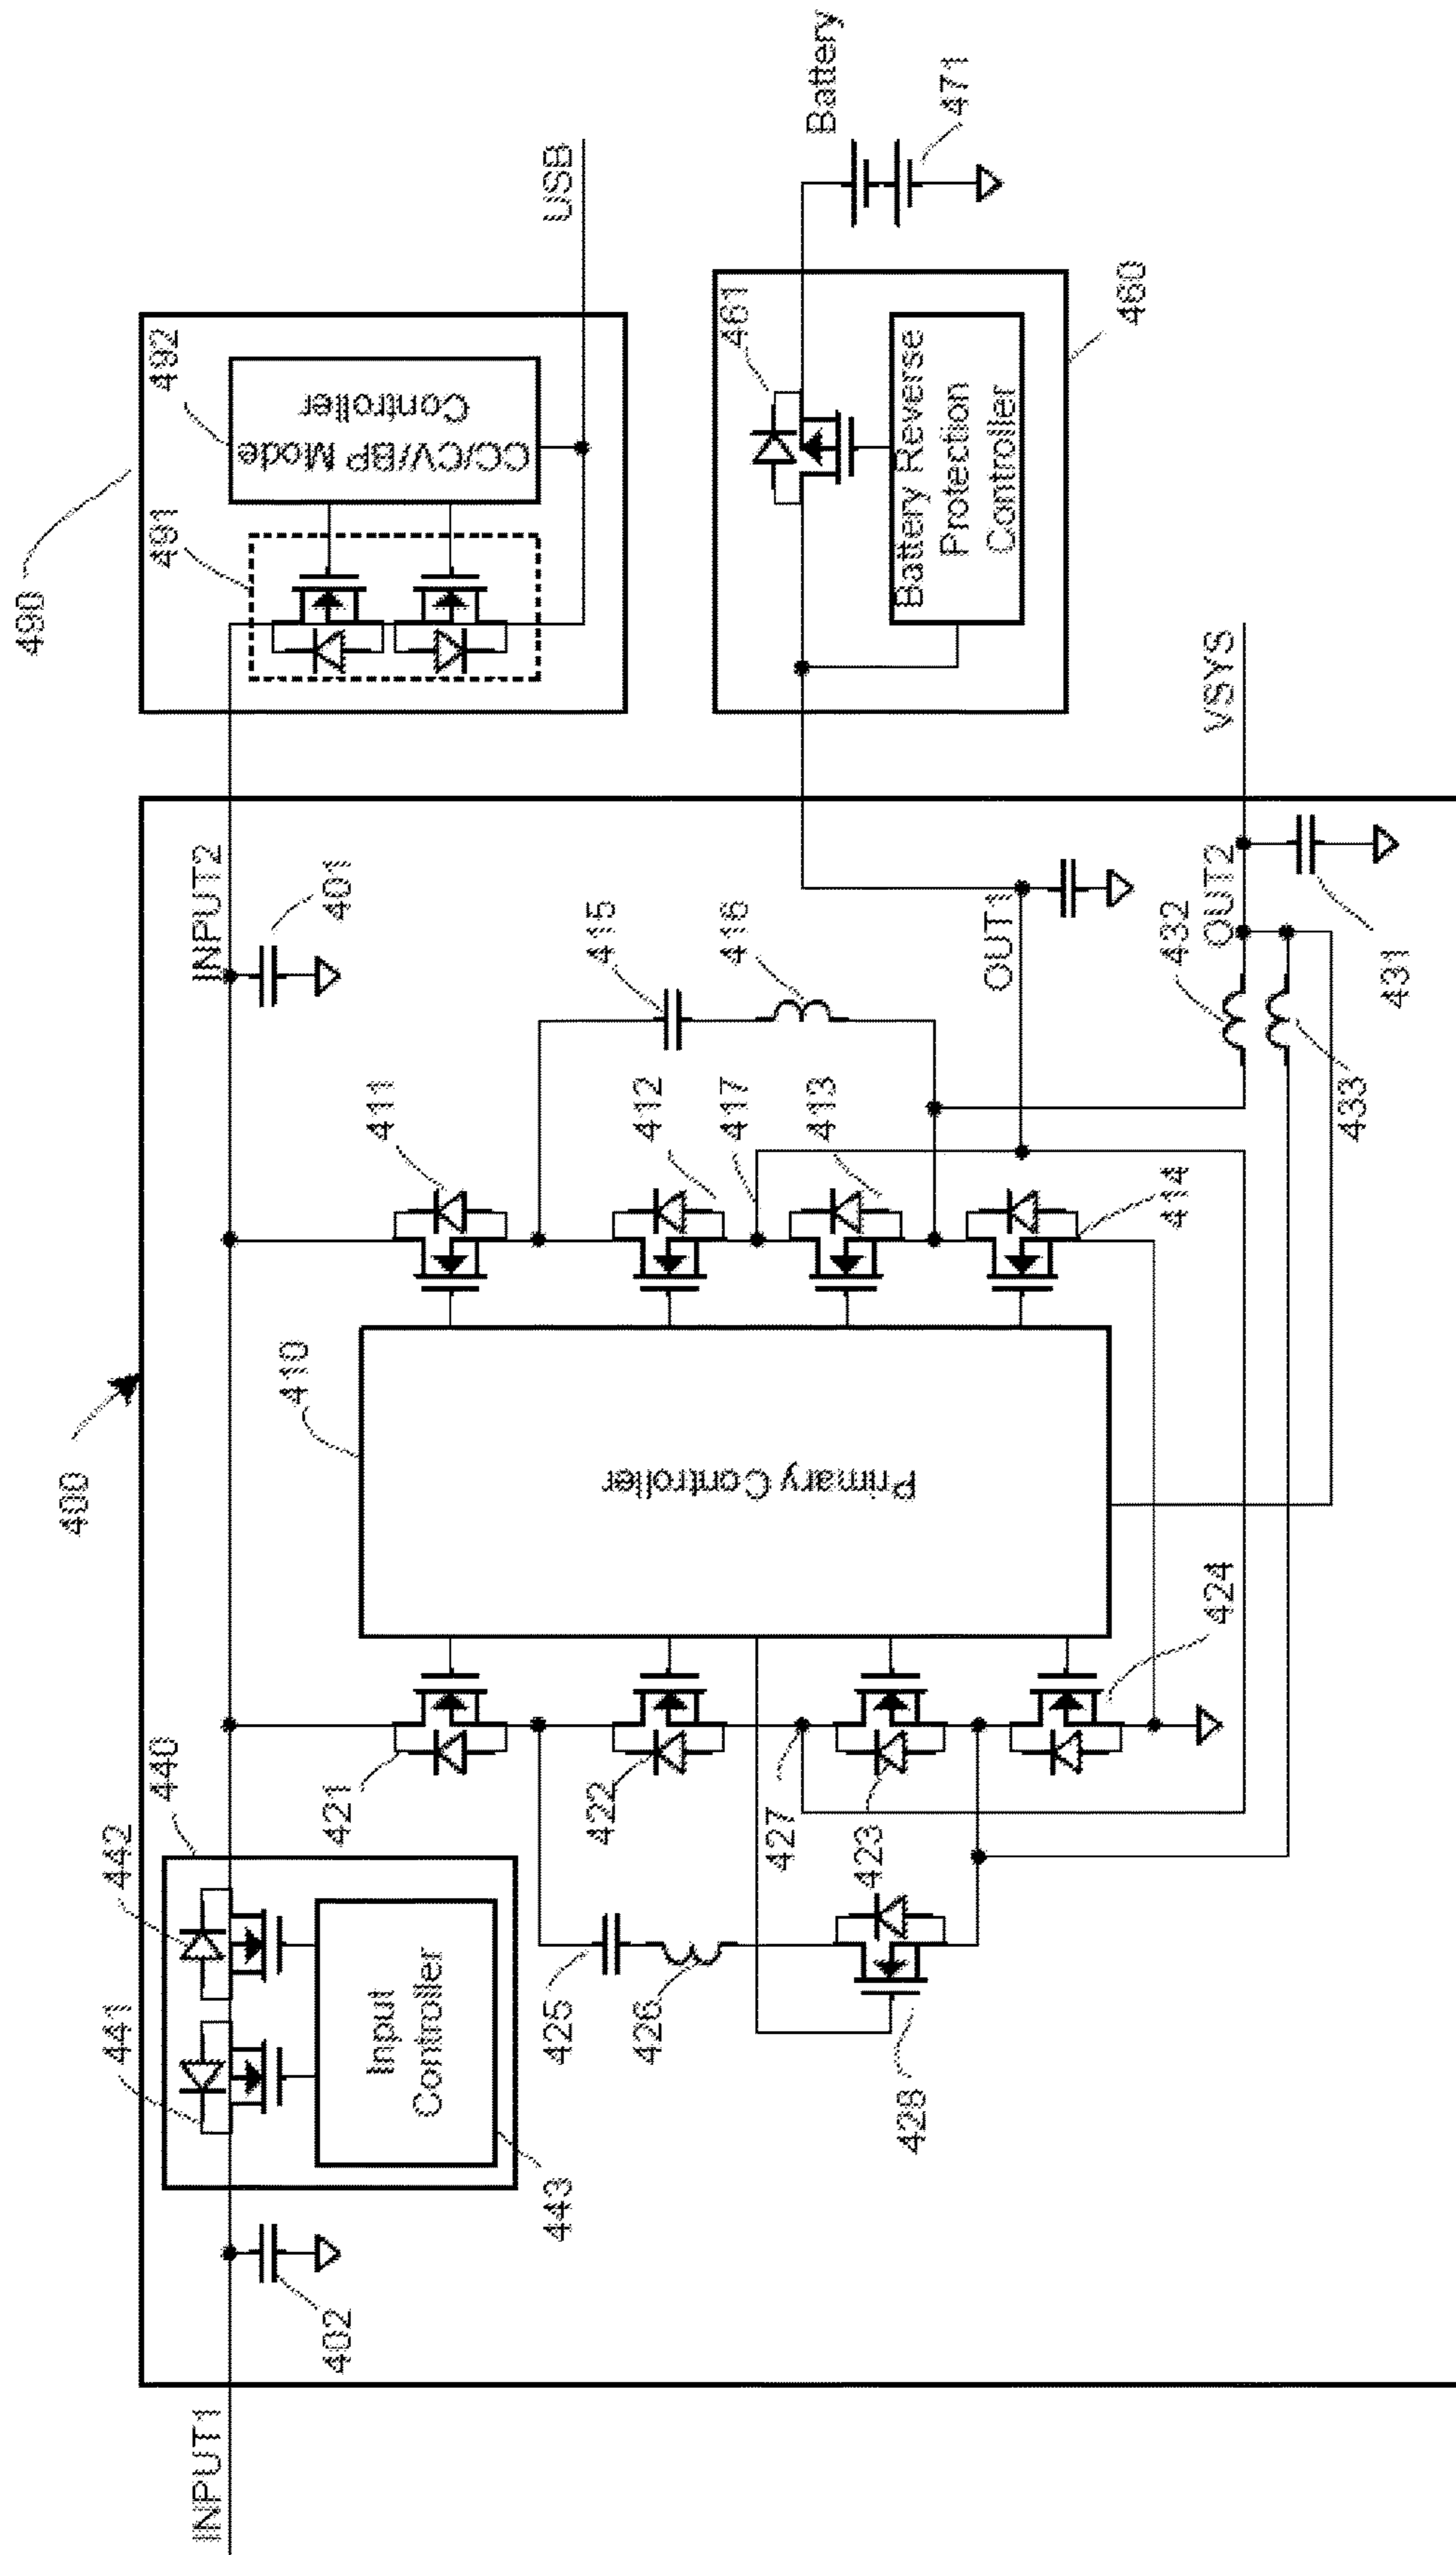 400
INPUT1
402
441
442
440
Input
Controller
443
421
422
425
426
427
423
428
424
410
Primary Controller
411
412
417
413
414
415
416
INPUT2
401
OUT1
OUT2
432
433
431
VSYS
490
491
492
CC/CV/BP Mode
Controller
USB
461
Battery Reverse
Protection
Controller
460
Battery
471